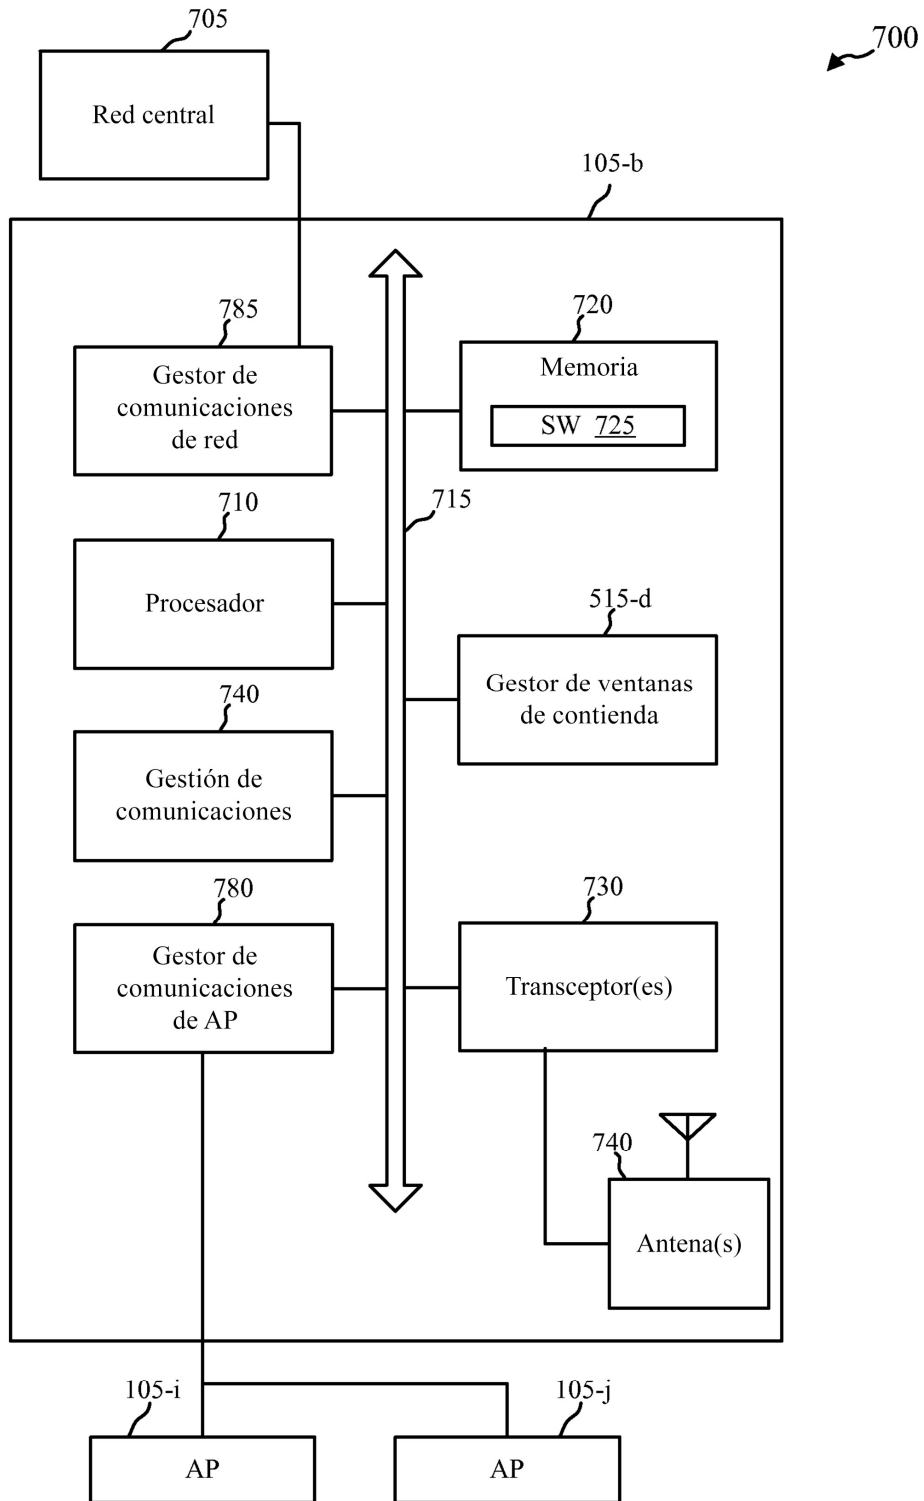 705
700
Red central
105-b
785
720
Gestor de
comunicaciones
de red
Memoria
SW 725
710
715
Procesador
515-d
Gestor de ventanas
de contienda
740
Gestión de
comunicaciones
780
730
Gestor de
comunicaciones
de AP
Transceptor(es)
740
Antena(s)
105-i
105-j
AP
AP